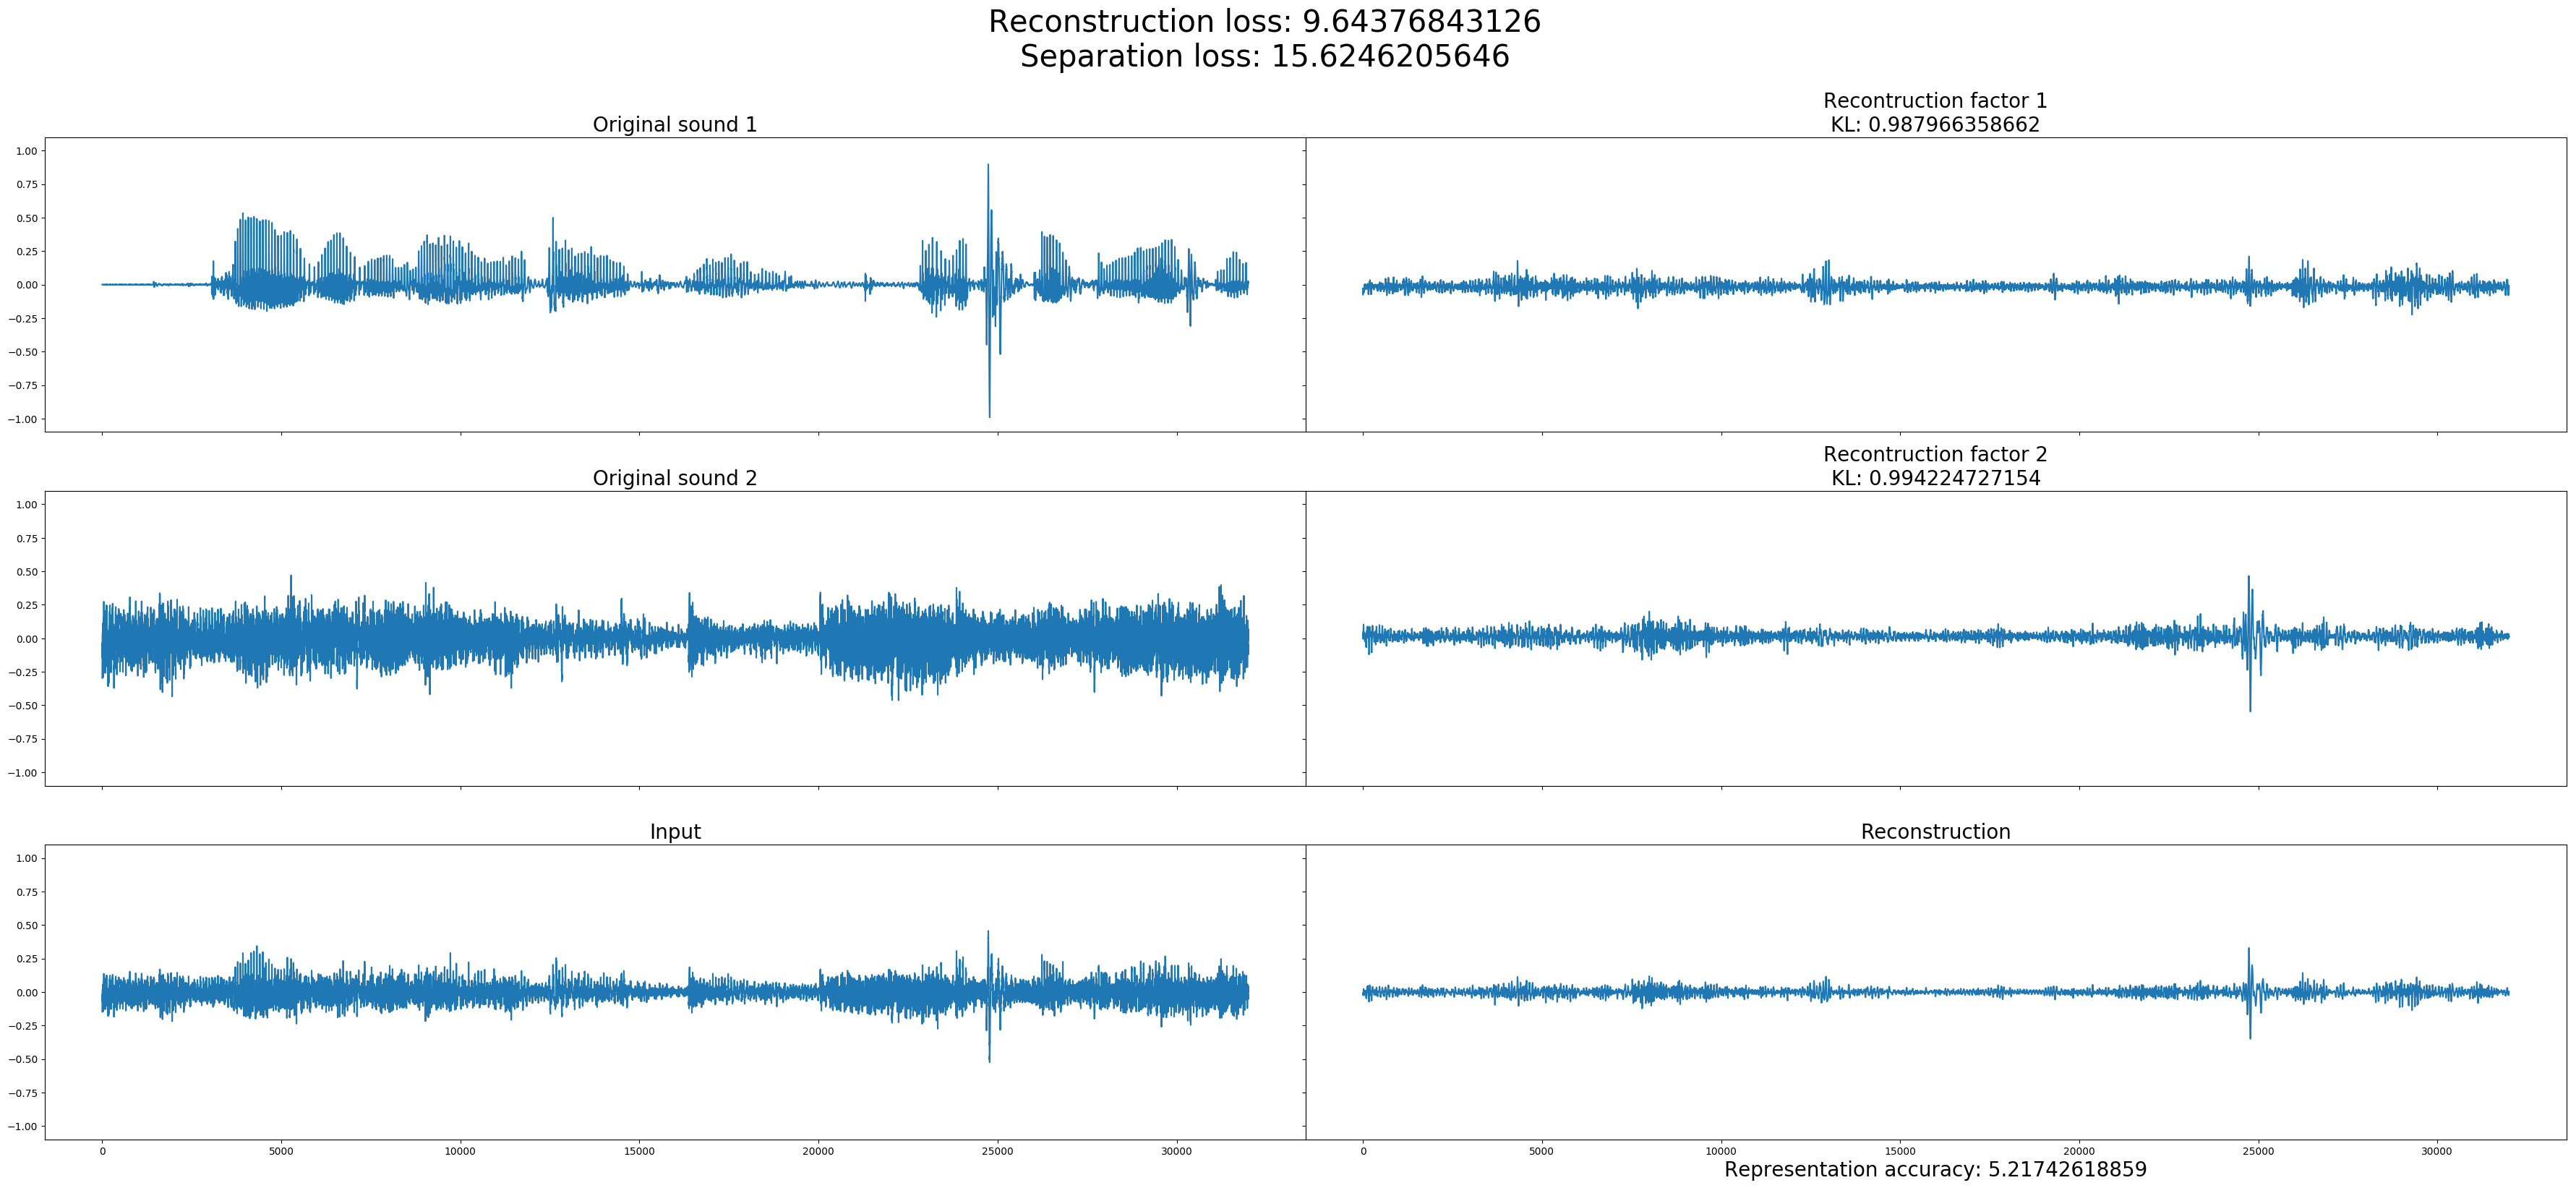 Reconstruction loss: 9.64376843126
Separation loss: 15.6246205646
Original sound 1
Recontruction factor 1
KL: 0.987966358662
1.00
0.75
0.50
0.25
0.00
−0.25
−0.50
−0.75
−1.00
Original sound 2
Recontruction factor 2
KL: 0.994224727154
1.00
0.75
0.50
0.25
0.00
−0.25
−0.50
−0.75
−1.00
Input
Reconstruction
1.00
0.75
0.50
0.25
0.00
−0.25
−0.50
−0.75
−1.00
0 5000 10000 15000 20000 25000 30000
0 5000 10000 15000 20000 25000 30000
Representation accuracy: 5.21742618859